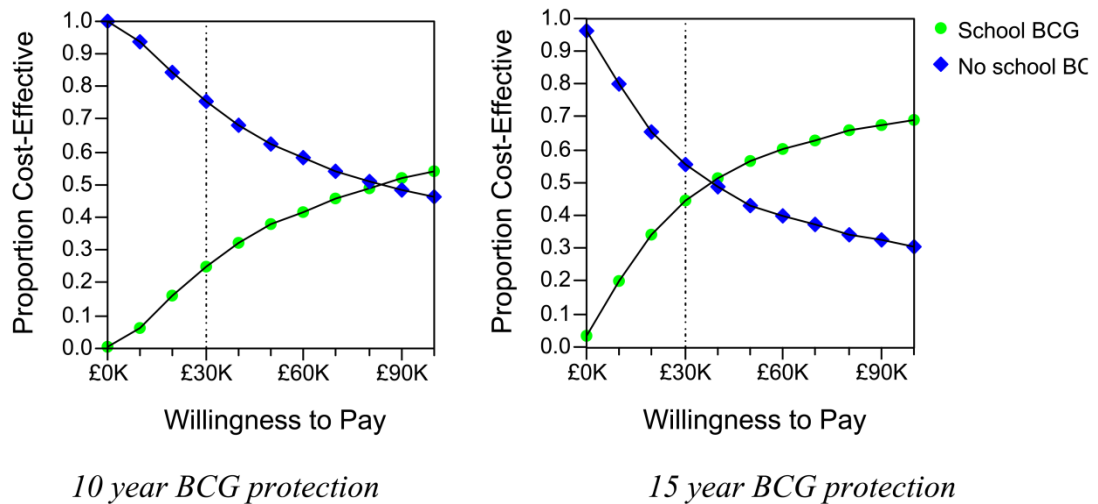 Proportion Cost-Effective
1.0
0.9
0.8
0.7
0.6
0.5
0.4
0.3
0.2
0.1
0.0
£0K £30K £60K £90K
Willingness to Pay
10 year BCG protection
Proportion Cost-Effective
1.0
0.9
0.8
0.7
0.6
0.5
0.4
0.3
0.2
0.1
0.0
£0K £30K £60K £90K
Willingness to Pay
15 year BCG protection
School BCG
No school BC